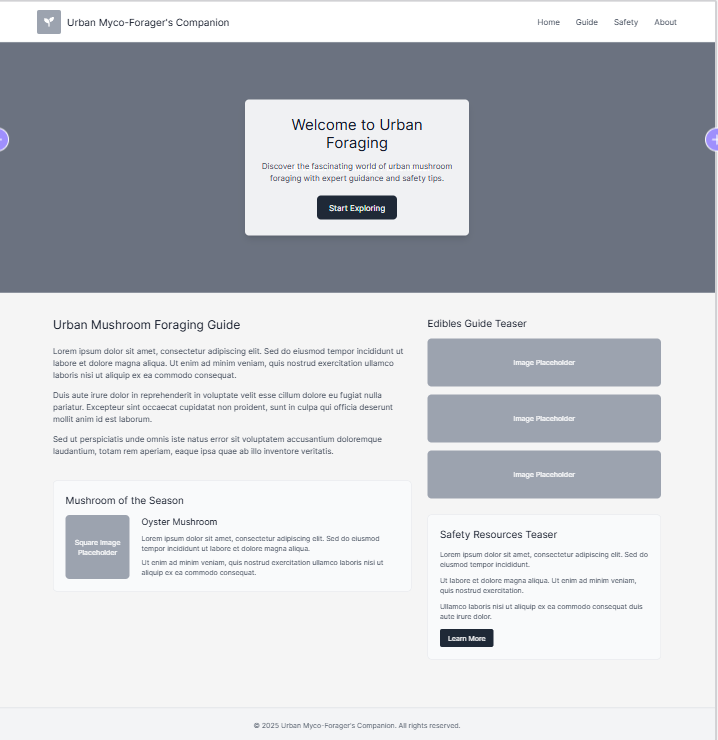 Urban Myco-Forager's Companion
Home Guide Safety About
Welcome to Urban
Foraging
Discover the fascinating world of urban mushroom
foraging with expert guidance and safety tips.
Start Exploring
Urban Mushroom Foraging Guide
Lorem ipsum dolor sit amet, consectetur adipiscing elit. Sed do eiusmod tempor incididunt ut
labore et dolore magna aliqua. Ut enim ad minim veniam, quis nostrud exercitation ullamco
laboris nisi ut aliquip ex ea commodo consequat.
Duis aute irure dolor in reprehenderit in voluptate velit esse cillum dolore eu fugiat nulla
pariatur. Excepteur sint occaecat cupidatat non proident, sunt in culpa qui officia deserunt
mollit anim id est laborum.
Sed ut perspiciatis unde omnis iste natus error sit voluptatem accusantium doloremque
laudantium, totam rem aperiam, eaque ipsa quae ab illo inventore veritatis.
Mushroom of the Season
Square Image
Placeholder
Oyster Mushroom
Lorem ipsum dolor sit amet, consectetur adipiscing elit. Sed do eiusmod
tempor incididunt ut labore et dolore magna aliqua.
Ut enim ad minim veniam, quis nostrud exercitation ullamco laboris nisi ut
aliquip ex ea commodo consequat.
Edibles Guide Teaser
Image Placeholder
Image Placeholder
Image Placeholder
Safety Resources Teaser
Lorem ipsum dolor sit amet, consectetur adipiscing elit. Sed do
eiusmod tempor incididunt.
Ut labore et dolore magna aliqua. Ut enim ad minim veniam,
quis nostrud exercitation.
Ullamco laboris nisi ut aliquip ex ea commodo consequat duis
aute irure dolor.
Learn More
© 2025 Urban Myco-Forager's Companion. All rights reserved.